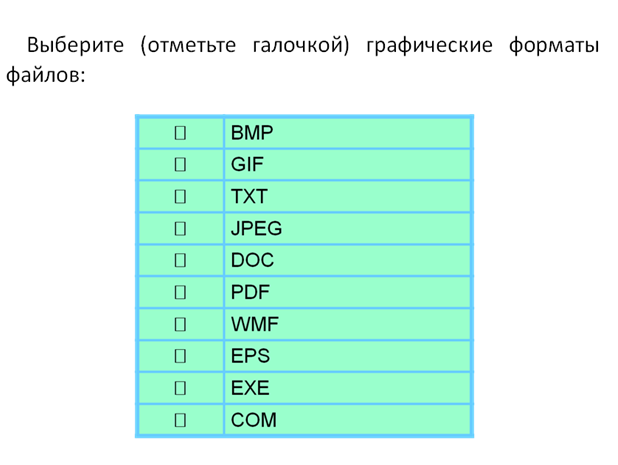 Выберите (отметьте галочкой) графические форматы
файлов:
☐ BMP
☐ GIF
☐ TXT
☐ JPEG
☐ DOC
☐ PDF
☐ WMF
☐ EPS
☐ EXE
☐ COM